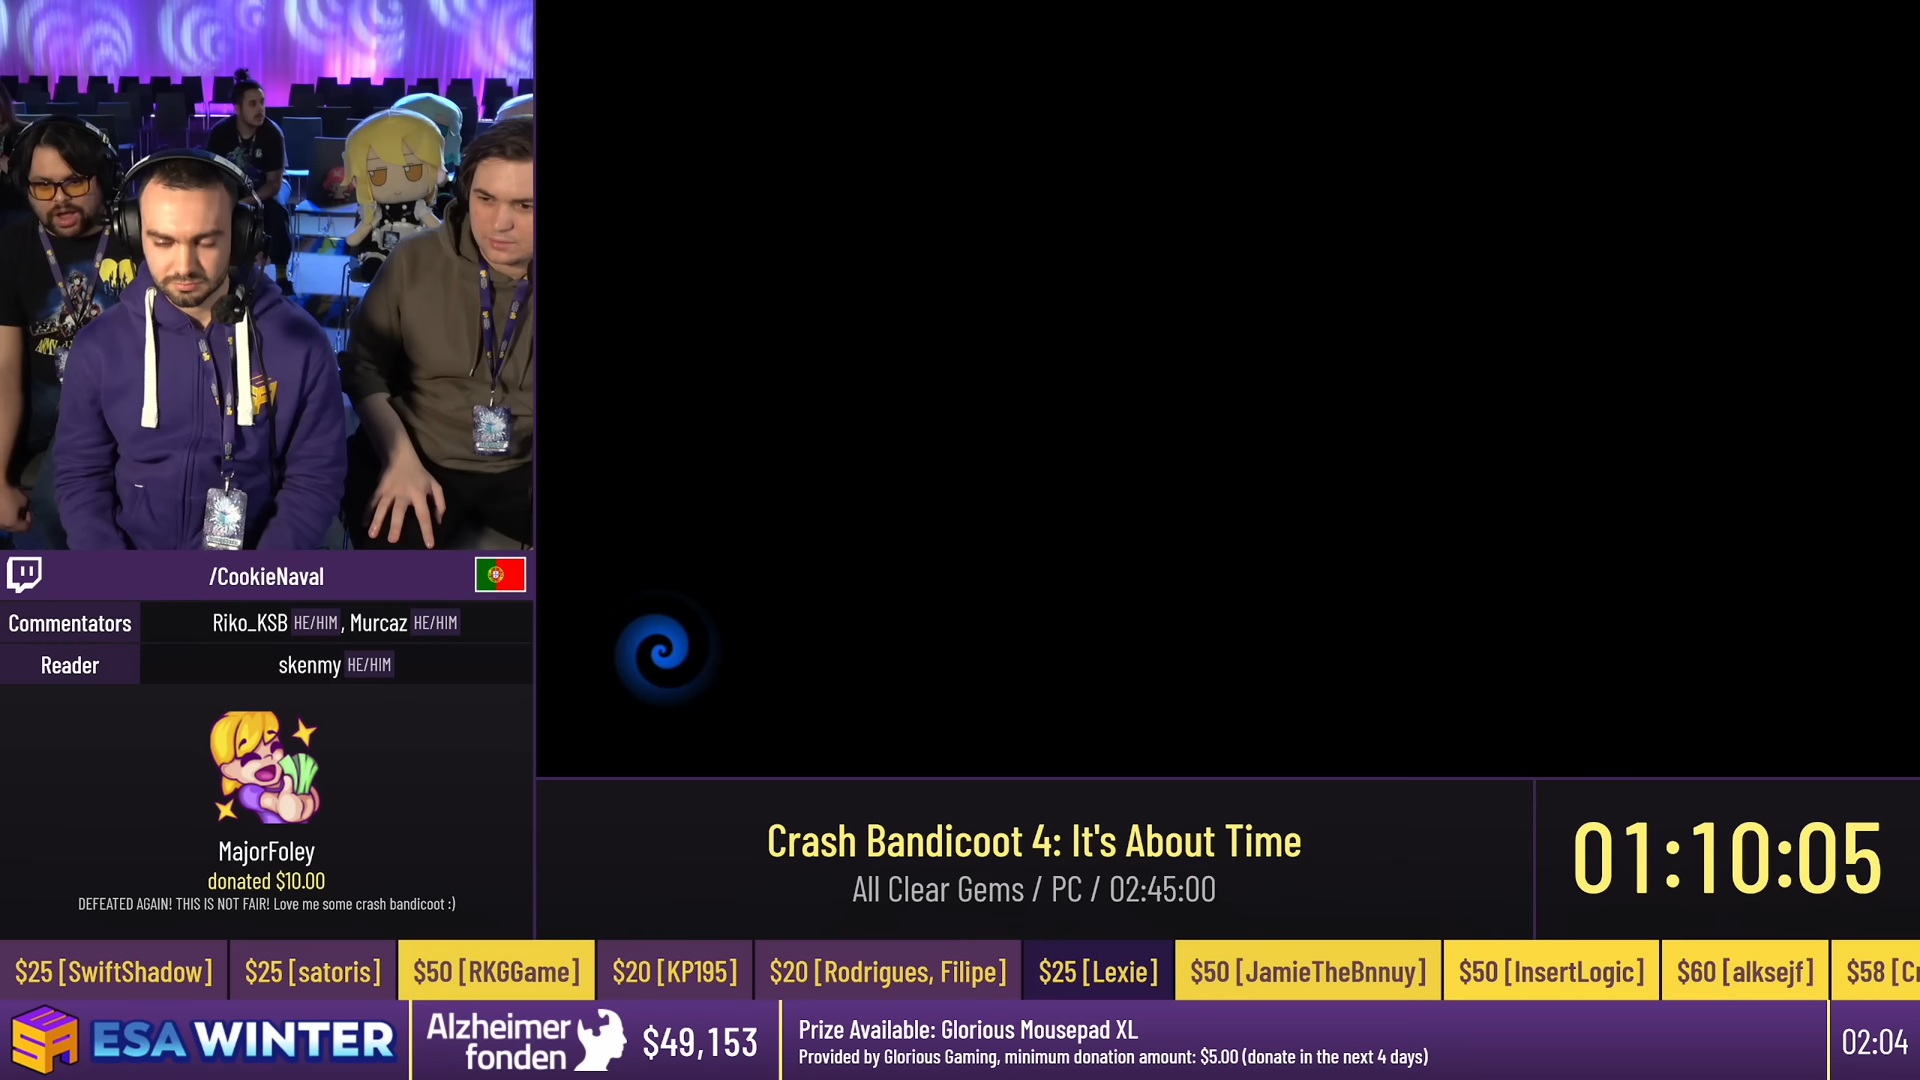 /CookieNaval
Commentators
Riko_KSB HE/HIM, Murcaz HE/HIM
Reader
skenmy HE/HIM
MajorFoley
donated $10.00
DEFEATED AGAIN! THIS IS NOT FAIR! Love me some crash bandicoot :)
Crash Bandicoot 4: It's About Time
All Clear Gems / PC / 02:45:00
01:10:05
$25 [SwiftShadow]
$25 [satoris]
$50 [RKGGame]
$20 [KP195]
$20 [Rodrigues, Filipe]
$25 [Lexie]
$50 [JamieTheBnnuy]
$50 [InsertLogic]
$60 [alksejf]
$58 [C
ESA WINTER
Alzheimer
fonden
$49,153
Prize Available: Glorious Mousepad XL
Provided by Glorious Gaming, minimum donation amount: $5.00 (donate in the next 4 days)
02:04